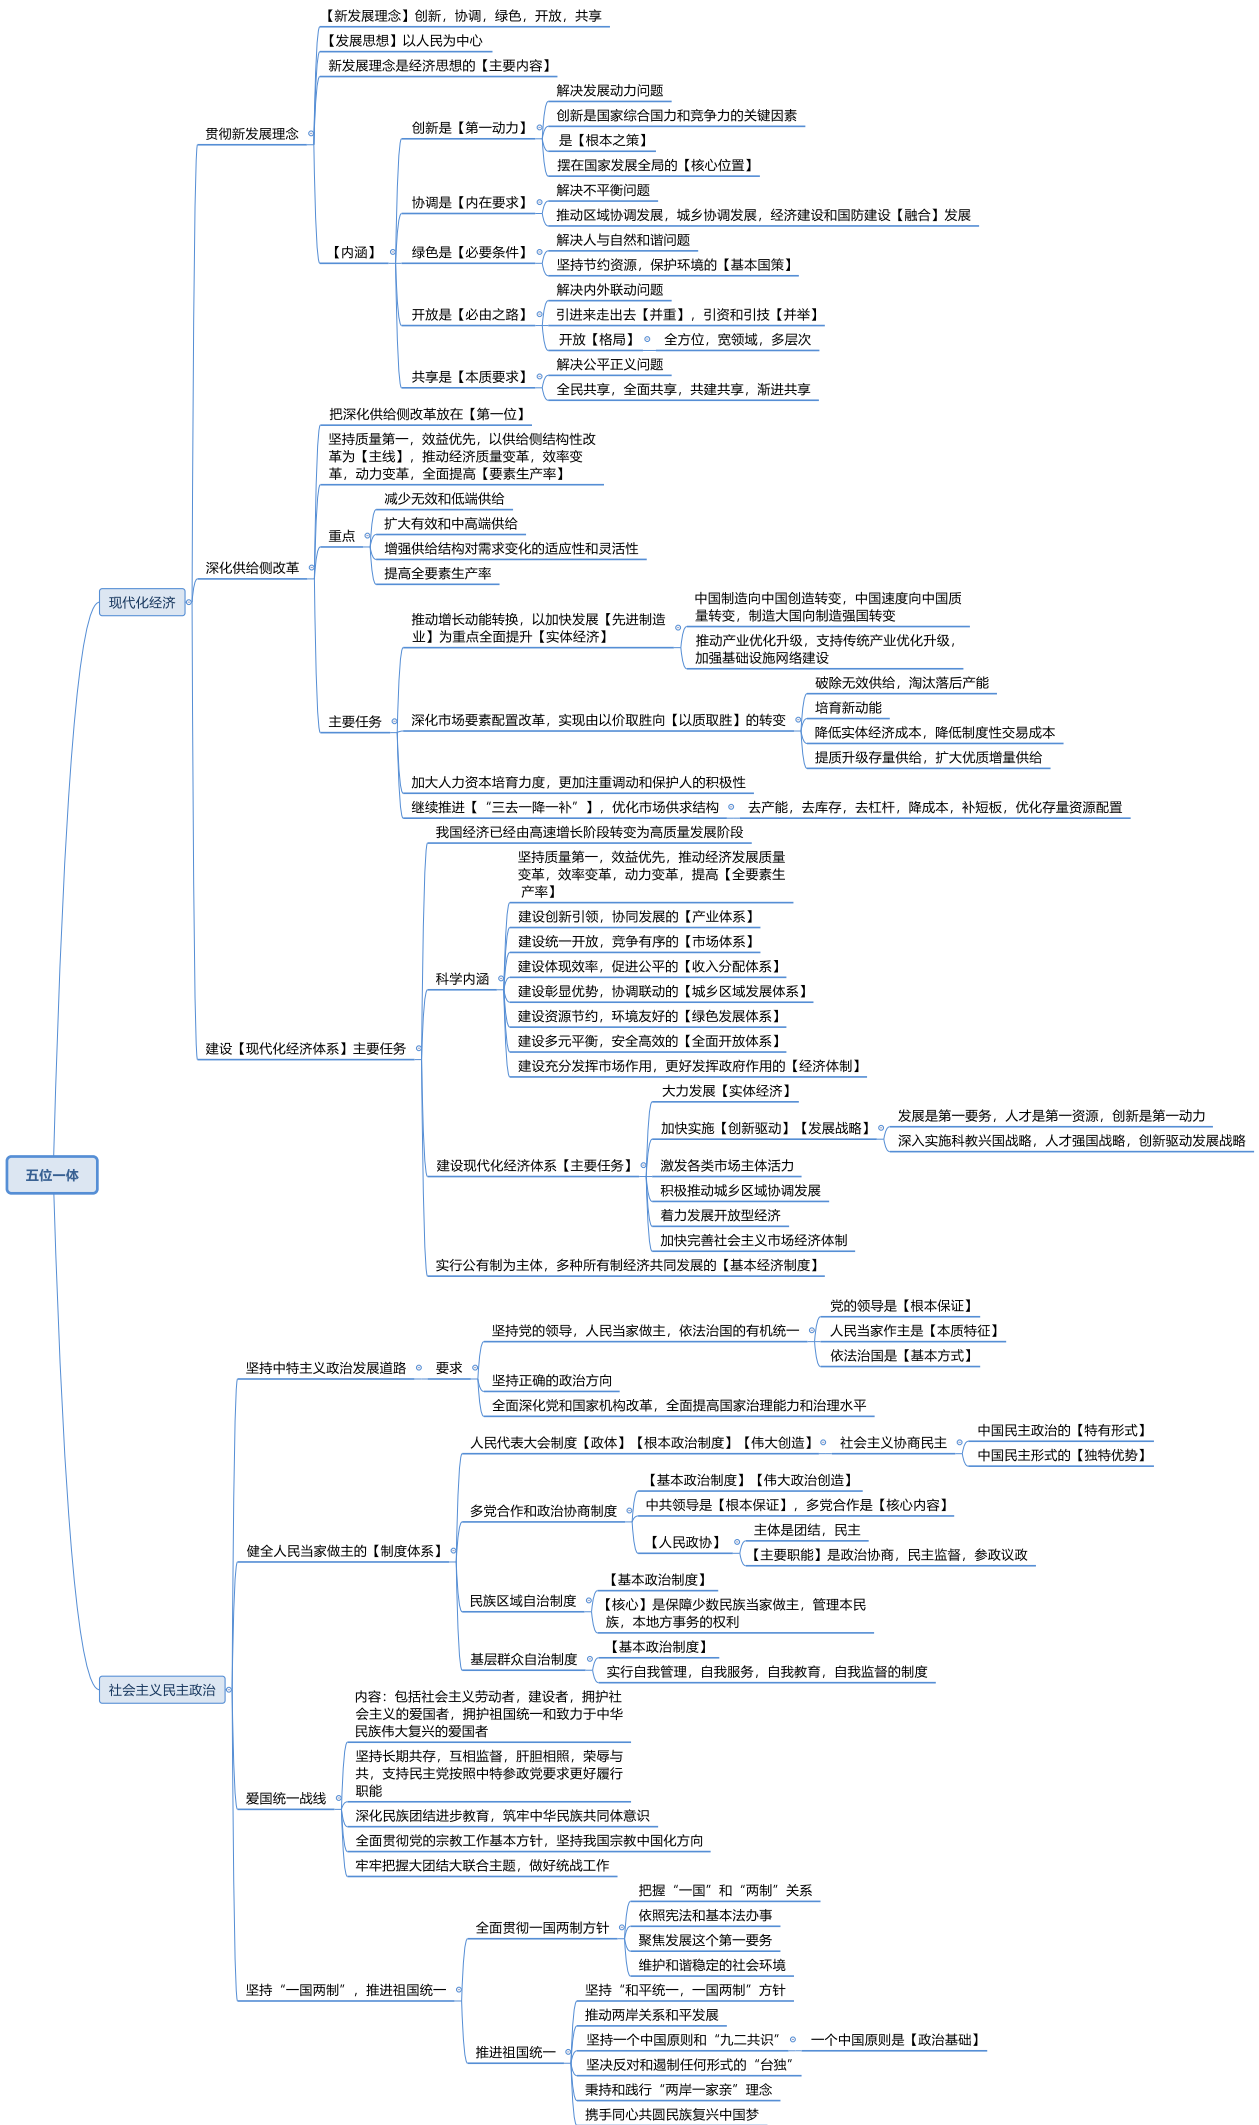 五位一体
现代化经济
贯彻新发展理念
【新发展理念】创新，协调，绿色，开放，共享
【发展思想】以人民为中心
新发展理念是经济思想的【主要内容】
【内涵】
创新是【第一动力】
解决发展动力问题
创新是国家综合国力和竞争力的关键因素
是【根本之策】
摆在国家发展全局的【核心位置】
协调是【内在要求】
解决不平衡问题
推动区域协调发展，城乡协调发展，经济建设和国防建设【融合】发展
绿色是【必要条件】
解决人与自然和谐问题
坚持节约资源，保护环境的【基本国策】
开放是【必由之路】
解决内外联动问题
引进来走出去【并重】，引资和引技【并举】
开放【格局】
全方位，宽领域，多层次
共享是【本质要求】
解决公平正义问题
全民共享，全面共享，共建共享，渐进共享
深化供给侧改革
把深化供给侧改革放在【第一位】
坚持质量第一，效益优先，以供给侧结构性改
革为【主线】，推动经济质量变革，效率变
革，动力变革，全面提高【要素生产率】
重点
减少无效和低端供给
扩大有效和中高端供给
增强供给结构对需求变化的适应性和灵活性
提高全要素生产率
主要任务
推动增长动能转换，以加快发展【先进制造
业】为重点全面提升【实体经济】
中国制造向中国创造转变，中国速度向中国质
量转变，制造大国向制造强国转变
推动产业优化升级，支持传统产业优化升级，
加强基础设施网络建设
深化市场要素配置改革，实现由以价取胜向【以质取胜】的转变
破除无效供给，淘汰落后产能
培育新动能
降低实体经济成本，降低制度性交易成本
提质升级存量供给，扩大优质增量供给
加大人力资本培育力度，更加注重调动和保护人的积极性
继续推进【“三去一降一补”】，优化市场供求结构
去产能，去库存，去杠杆，降成本，补短板，优化存量资源配置
建设【现代化经济体系】主要任务
我国经济已经由高速增长阶段转变为高质量发展阶段
科学内涵
坚持质量第一，效益优先，推动经济发展质量
变革，效率变革，动力变革，提高【全要素生
产率】
建设创新引领，协同发展的【产业体系】
建设统一开放，竞争有序的【市场体系】
建设体现效率，促进公平的【收入分配体系】
建设彰显优势，协调联动的【城乡区域发展体系】
建设资源节约，环境友好的【绿色发展体系】
建设多元平衡，安全高效的【全面开放体系】
建设充分发挥市场作用，更好发挥政府作用的【经济体制】
建设现代化经济体系【主要任务】
大力发展【实体经济】
加快实施【创新驱动】【发展战略】
发展是第一要务，人才是第一资源，创新是第一动力
深入实施科教兴国战略，人才强国战略，创新驱动发展战略
激发各类市场主体活力
积极推动城乡区域协调发展
着力发展开放型经济
加快完善社会主义市场经济体制
实行公有制为主体，多种所有制经济共同发展的【基本经济制度】
社会主义民主政治
坚持中特主义政治发展道路
要求
坚持党的领导，人民当家做主，依法治国的有机统一
党的领导是【根本保证】
人民当家作主是【本质特征】
依法治国是【基本方式】
坚持正确的政治方向
全面深化党和国家机构改革，全面提高国家治理能力和治理水平
健全人民当家做主的【制度体系】
人民代表大会制度【政体】【根本政治制度】【伟大创造】
社会主义协商民主
中国民主政治的【特有形式】
中国民主形式的【独特优势】
多党合作和政治协商制度
【基本政治制度】【伟大政治创造】
中共领导是【根本保证】，多党合作是【核心内容】
【人民政协】
主体是团结，民主
【主要职能】是政治协商，民主监督，参政议政
民族区域自治制度
【基本政治制度】
【核心】是保障少数民族当家做主，管理本民
族，本地方事务的权利
基层群众自治制度
【基本政治制度】
实行自我管理，自我服务，自我教育，自我监督的制度
爱国统一战线
内容：包括社会主义劳动者，建设者，拥护社
会主义的爱国者，拥护祖国统一和致力于中华
民族伟大复兴的爱国者
坚持长期共存，互相监督，肝胆相照，荣辱与
共，支持民主党按照中特参政党要求更好履行
职能
深化民族团结进步教育，筑牢中华民族共同体意识
全面贯彻党的宗教工作基本方针，坚持我国宗教中国化方向
牢牢把握大团结大联合主题，做好统战工作
坚持“一国两制”，推进祖国统一
全面贯彻一国两制方针
把握“一国”和“两制”关系
依照宪法和基本法办事
聚焦发展这个第一要务
维护和谐稳定的社会环境
推进祖国统一
坚持“和平统一，一国两制”方针
推动两岸关系和平发展
坚持一个中国原则和“九二共识”
一个中国原则是【政治基础】
坚决反对和遏制任何形式的“台独”
秉持和践行“两岸一家亲”理念
携手同心共圆民族复兴中国梦